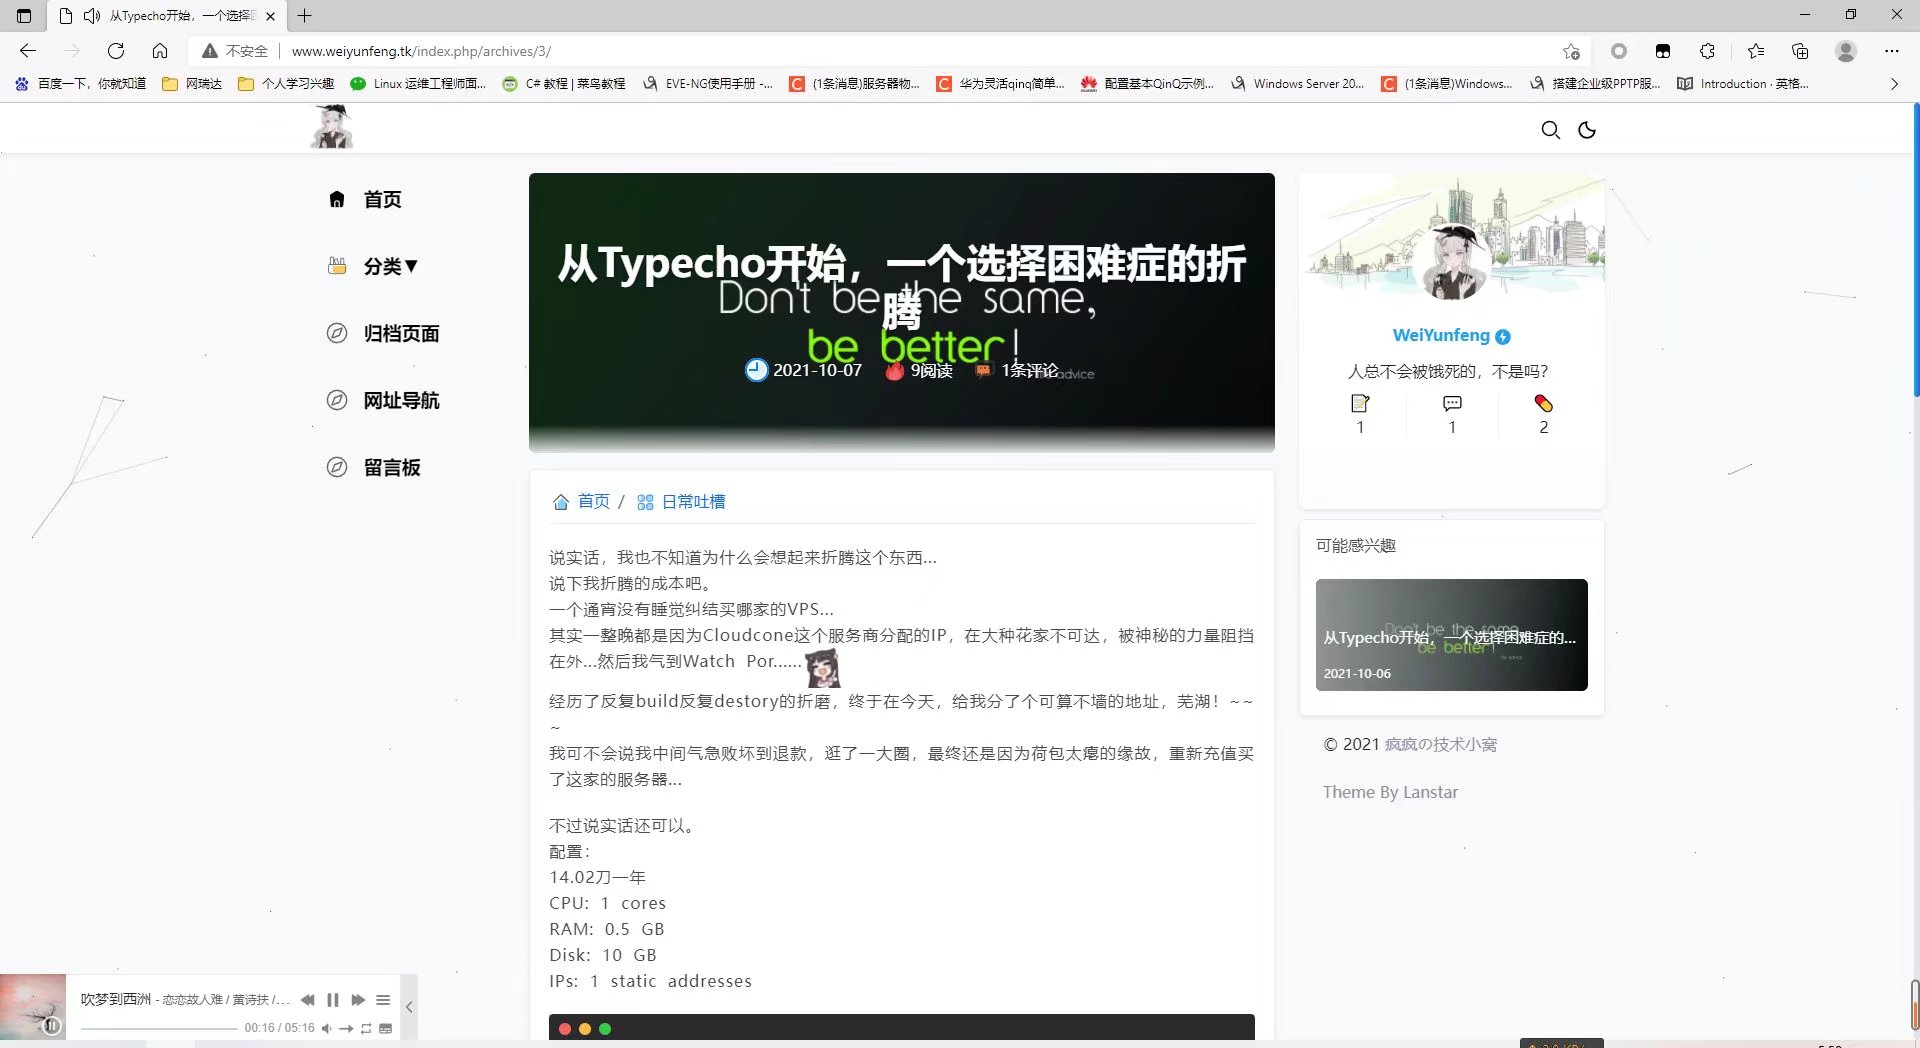 从Typecho开始，一个选择困
不安全
www.weiyunfeng.tk/index.php/archives/3/
百度一下，你就知道
网瑞达
个人学习兴趣
Linux 运维工程师面...
C# 教程 | 菜鸟教程
EVE-NG使用手册 -...
(1条消息)服务器物...
华为灵活qinq简单...
配置基本QinQ示例...
Windows Server 20...
(1条消息)Windows...
搭建企业级PPTP服...
Introduction · 英格...
首页
分类▼
归档页面
网址导航
留言板
从Typecho开始，一个选择困难症的折
腾
Don't be the same,
be better!
2021-10-07
9阅读
1条评论
advice
首页 /
日常吐槽
说实话，我也不知道为什么会想起来折腾这个东西...
说下我折腾的成本吧。
一个通宵没有睡觉纠结买哪家的VPS...
其实一整晚都是因为Cloudcone这个服务商分配的IP，在大种花家不可达，被神秘的力量阻挡
在外...然后我气到Watch Por......
经历了反复build反复destory的折磨，终于在今天，给我分了个可算不墙的地址，芜湖！~~
~
我可不会说我中间气急败坏到退款，逛了一大圈，最终还是因为荷包太瘪的缘故，重新充值买
了这家的服务器...
不过说实话还可以。
配置：
14.02刀一年
CPU: 1 cores
RAM: 0.5 GB
Disk: 10 GB
IPs: 1 static addresses
WeiYunfeng
人总不会被饿死的，不是吗?
1
1
2
可能感兴趣
Don't be the same,
从Typecho开始，一个选择困难症的...
be better!
2021-10-06
© 2021 疯疯の技术小窝
Theme By Lanstar
吹梦到西洲 - 恋恋故人难 / 黄诗扶 /...
00:16 / 05:16